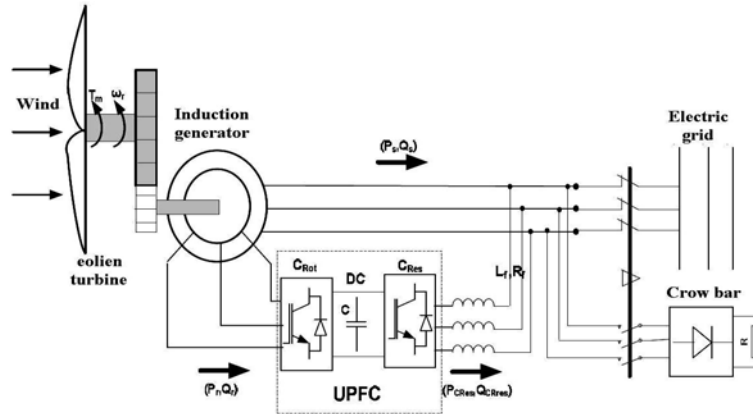 Wind
Tm
ωr
eolien
turbine
Induction
generator
(Ps,Qs)
Electric
grid
CRot
DC
CRes
C
Lf,Rf
UPFC
(Pr,Qr)
(PCRes,QCRes)
Crow bar
R